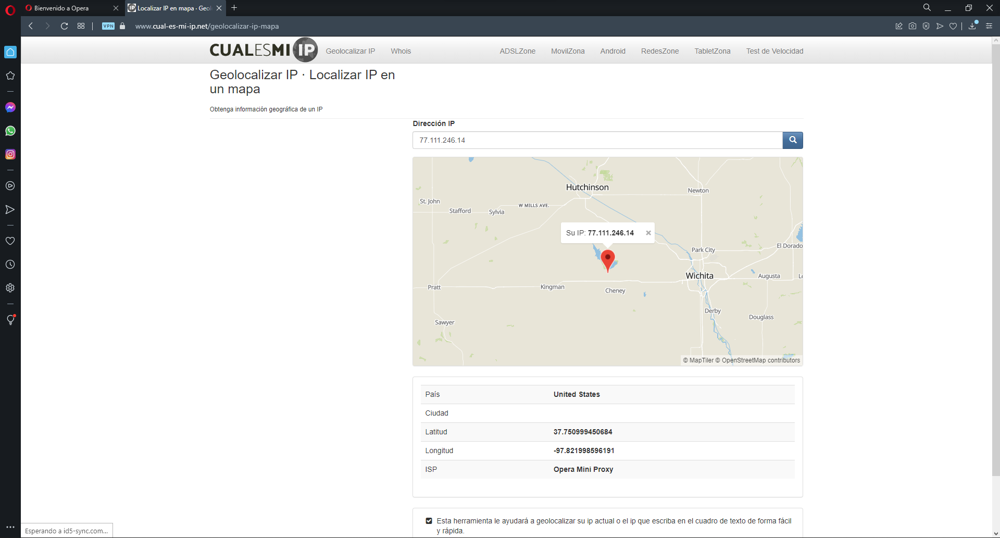 Bienvenido a Opera
IP Localizar IP en mapa · Geol
VPN
www.cual-es-mi-ip.net/geolocalizar-ip-mapa
CUALESMI IP
Geolocalizar IP
Whois
ADSLZone
MovilZona
Android
RedesZone
TabletZona
Test de Velocidad
Geolocalizar IP · Localizar IP en
un mapa
Obtenga información geográfica de un IP
Dirección IP
77.111.246.14
Hutchinson
Newton
St. John
Stafford
Sylvia
W MILLS AVE.
Su IP: 77.111.246.14
El Dorado
Park City
Wichita
Augusta
Pratt
Kingman
Cheney
Derby
Douglass
Sawyer
© MapTiler © OpenStreetMap contributors
País United States
Ciudad
Latitud 37.750999450684
Longitud -97.821998596191
ISP Opera Mini Proxy
Esta herramienta le ayudará a geolocalizar su ip actual o el ip que escriba en el cuadro de texto de forma fácil
y rápida.
Esperando a id5-sync.com...